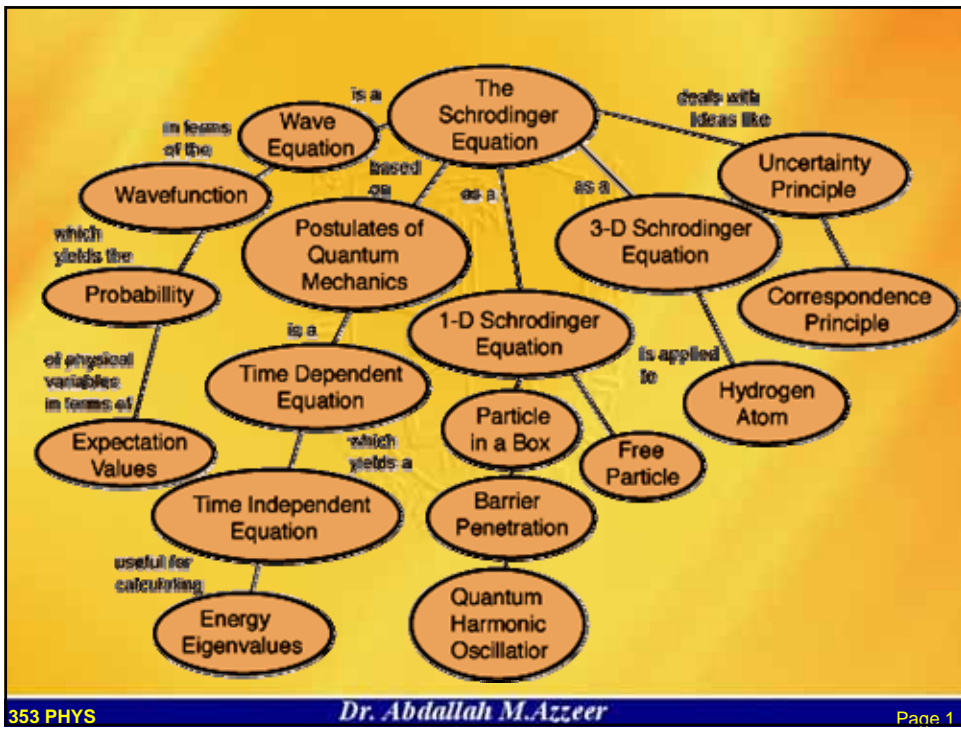 The
Schrodinger
Equation
is a
Wave
Equation
in terms
of the
Wavefunction
which
yields the
Probabillity
of physical
variables
in terms of
Expectation
Values
based
on
Postulates of
Quantum
Mechanics
is a
Time Dependent
Equation
which
yields a
Time Independent
Equation
useful for
calculating
Energy
Eigenvalues
as a
1-D Schrodinger
Equation
Particle
in a Box
Barrier
Penetration
Quantum
Harmonic
Oscillatior
Free
Particle
as a
3-D Schrodinger
Equation
is applied
to
Hydrogen
Atom
deals with
ideas like
Uncertainty
Principle
Correspondence
Principle
353 PHYS
Dr. Abdallah M.Azzeer
Page 1